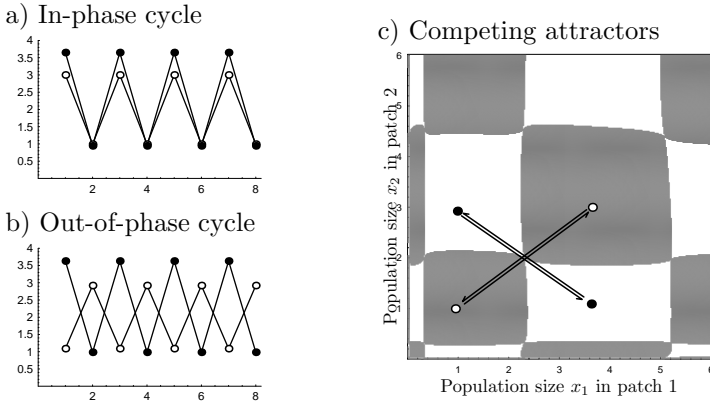 a) In-phase cycle
4
3.5
3
2.5
2
1.5
1
0.5
2 4 6 8
b) Out-of-phase cycle
4
3.5
3
2.5
2
1.5
1
0.5
2 4 6 8
c) Competing attractors
6
5
4
3
2
1
Population size x₂ in patch 2
1 2 3 4 5 6
Population size x₁ in patch 1